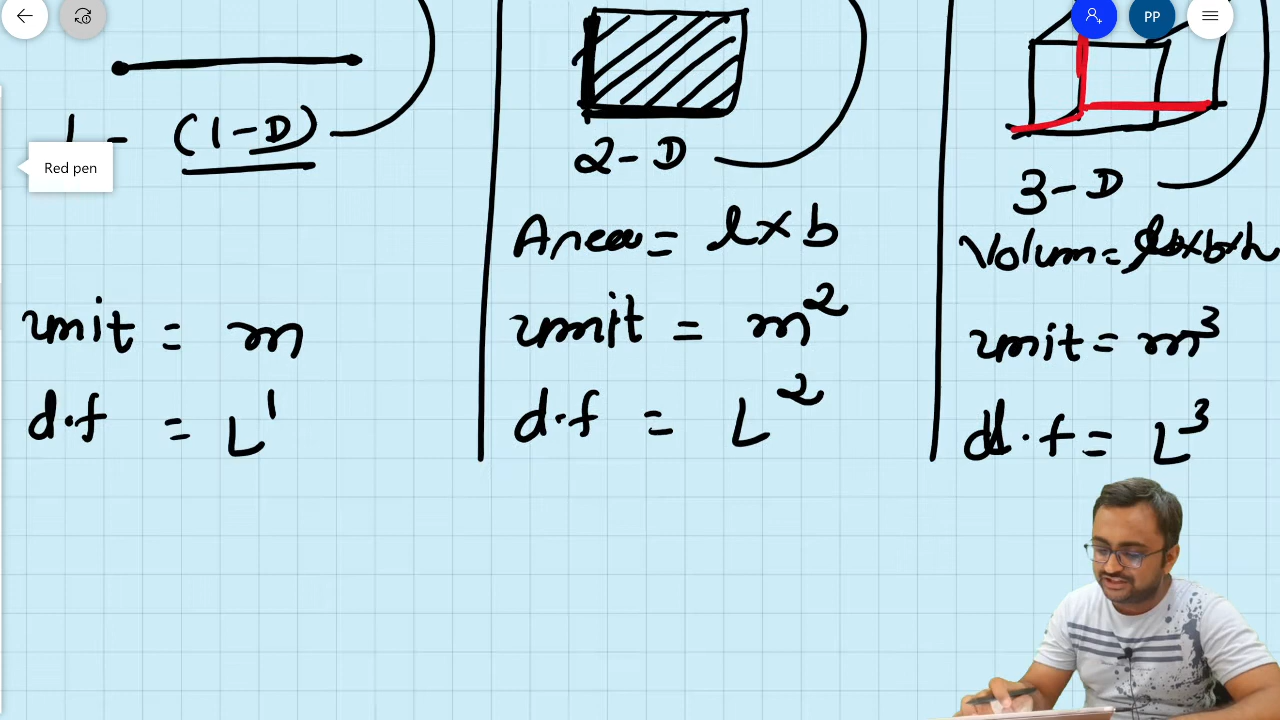 PP
l - (1-D)
Red pen
unit = m
d.f = L¹
2-D
Area = l×b
unit = m²
d.f = L²
3-D
Volum = l×b×h
unit = m³
d.f = L³